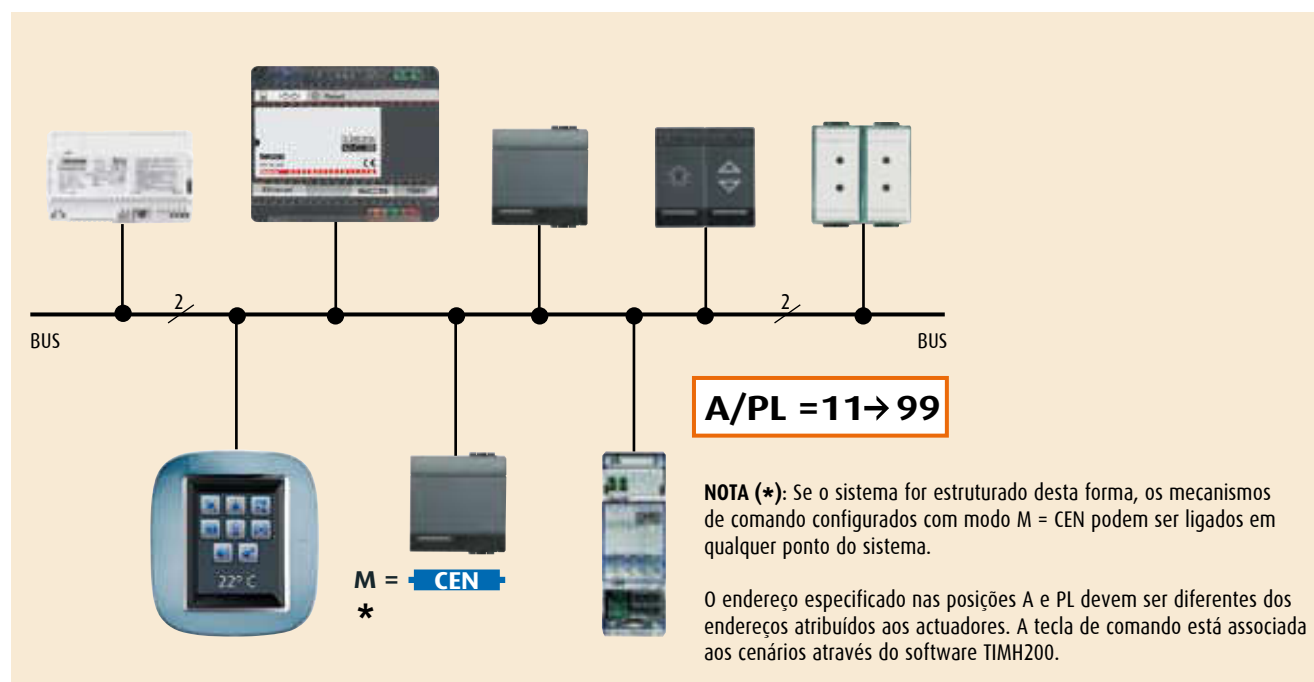 2
2
BUS
BUS
A/PL =11→99
22° C
M = CEN
*
NOTA (*): Se o sistema for estruturado desta forma, os mecanismos
de comando configurados com modo M = CEN podem ser ligados em
qualquer ponto do sistema.
O endereço especificado nas posições A e PL devem ser diferentes dos
endereços atribuídos aos actuadores. A tecla de comando está associada
aos cenários através do software TIMH200.